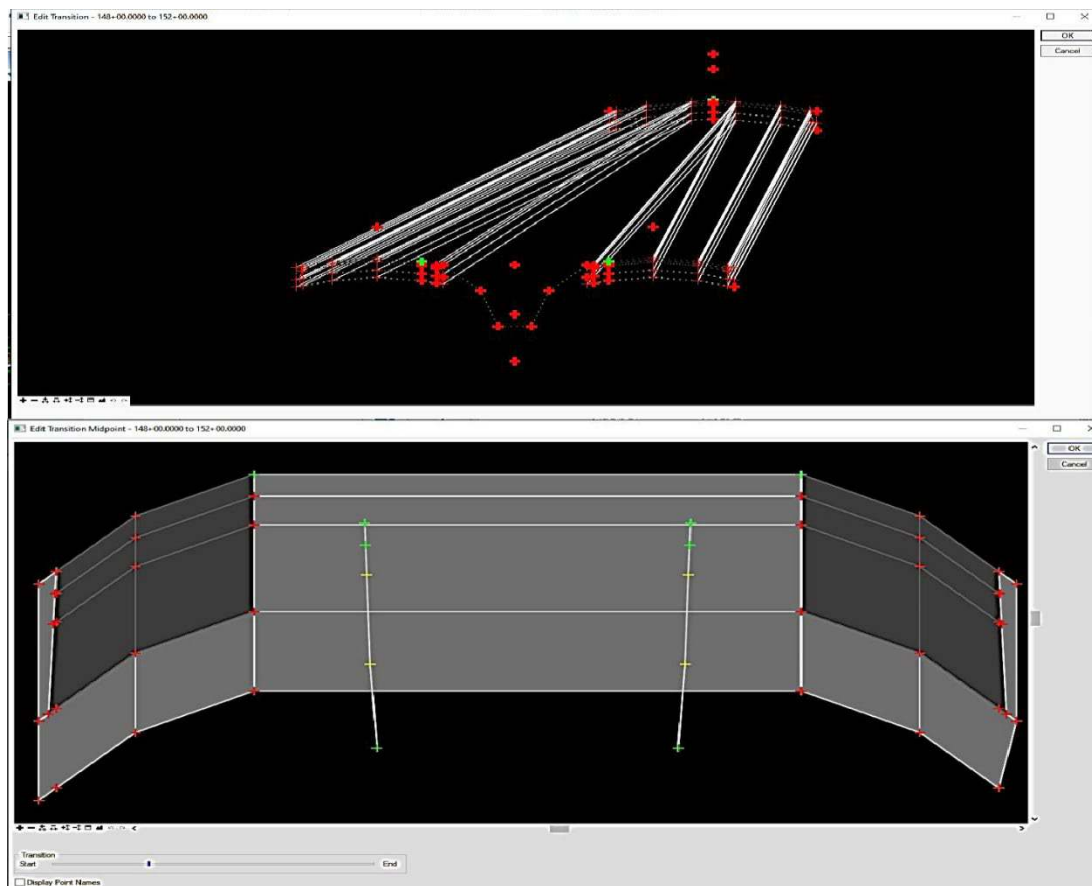 Edit Transition - 148+00.0000 to 152+00.0000
OK
Cancel
Edit Transition Midpoint - 148+00.0000 to 152+00.0000
OK
Cancel
Transition
Start
End
Display Point Names